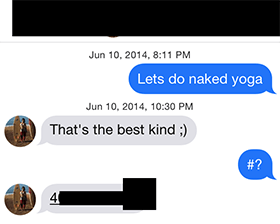 Jun 10, 2014, 8:11 PM
Lets do naked yoga
Jun 10, 2014, 10:30 PM
That's the best kind ;)
#?
4